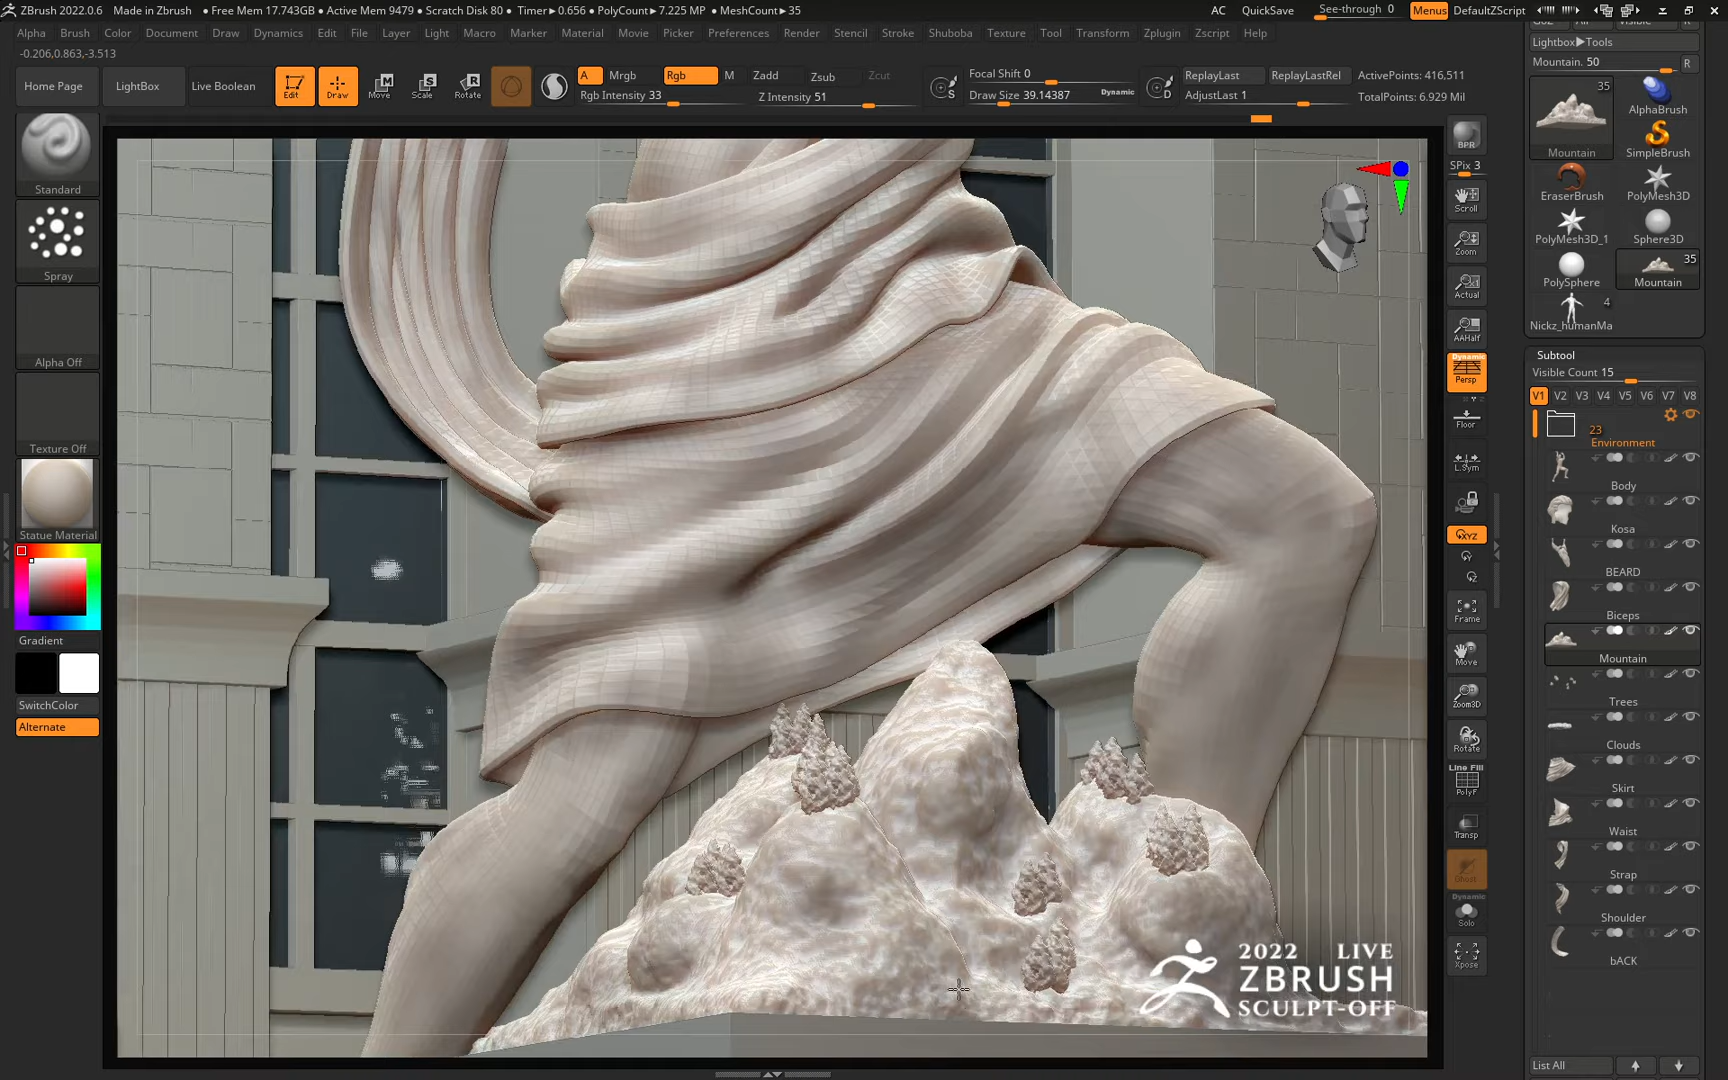 ZBrush 2022.0.6 Made in Zbrush • Free Mem 17.743GB • Active Mem 9479 • Scratch Disk 80 • Timer▶0.656 • PolyCount▶7.225 MP • MeshCount▶35 AC QuickSave See-through 0 Menus DefaultZScript
Alpha Brush Color Document Draw Dynamics Edit File Layer Light Macro Marker Material Movie Picker Preferences Render Stencil Stroke Shuboba Texture Tool Transform Zplugin Zscript Help
-0.206,0.863,-3.513
Home Page LightBox Live Boolean Edit Draw Move Scale Rotate
A Mrgb Rgb M Zadd Zsub Zcut
Rgb Intensity 33 Z Intensity 51
S Focal Shift 0
Draw Size 39.14387 Dynamic
D ReplayLast ReplayLastRel
AdjustLast 1
ActivePoints: 416,511
TotalPoints: 6.929 Mil
Standard
Spray
Alpha Off
Texture Off
Statue Material
Gradient
SwitchColor
Alternate
BPR
SPix 3
Scroll
Zoom
Actual
AAHalf
Dynamic
Persp
Floor
L.Sym
XYZ
Frame
Move
Zoom3D
Rotate
Line Fill
PolyF
Transp
Ghost
Dynamic
Solo
Xpose
Lightbox▶Tools
Mountain. 50 R
35
Mountain
AlphaBrush
SimpleBrush
EraserBrush PolyMesh3D
PolyMesh3D_1 Sphere3D
35
PolySphere Mountain
4
Nickz_humanMa
Subtool
Visible Count 15
V1 V2 V3 V4 V5 V6 V7 V8
23
Environment
Body
Kosa
BEARD
Biceps
Mountain
Trees
Clouds
Skirt
Waist
Strap
Shoulder
bACK
List All
2022 LIVE
ZBRUSH
SCULPT-OFF